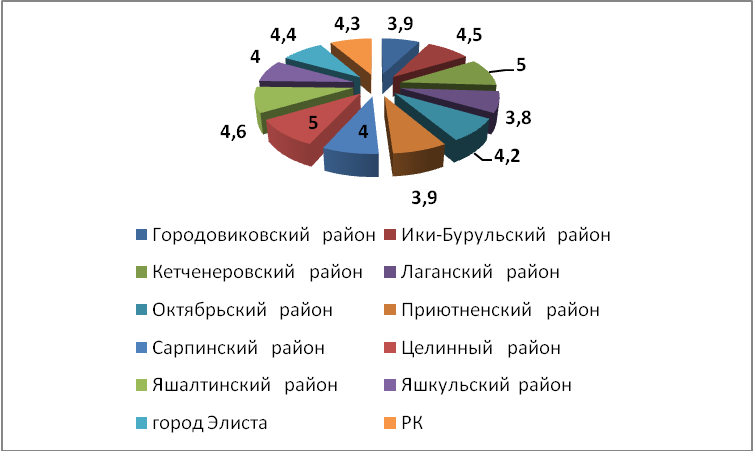 4,3 3,9
4,4 4,5
4 5
3,8
4,6 5 4
4,2
3,9
Городовиковский район Ики-Бурульский район
Кетченеровский район Лаганский район
Октябрьский район Приютненский район
Сарпинский район Целинный район
Яшалтинский район Яшкульский район
город Элиста РК